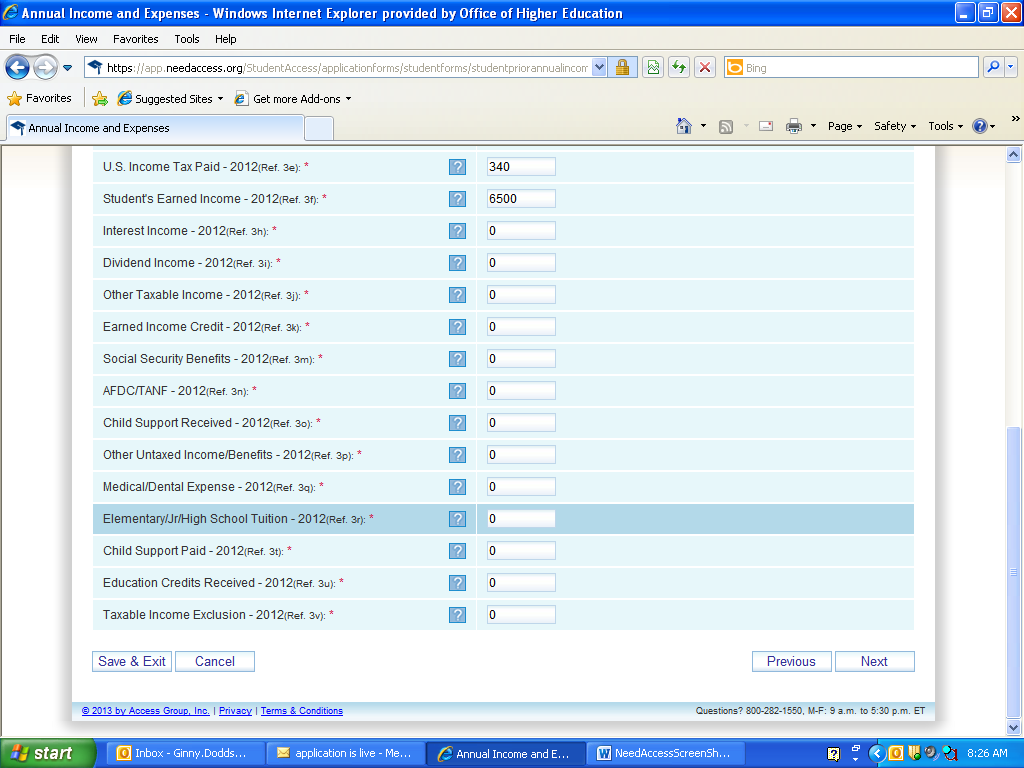 Annual Income and Expenses - Windows Internet Explorer provided by Office of Higher Education
File Edit View Favorites Tools Help
https://app.needaccess.org/StudentAccess/applicationforms/studentforms/studentpriorannualincom Bing
Favorites Suggested Sites Get more Add-ons
Annual Income and Expenses Page Safety Tools »
U.S. Income Tax Paid - 2012(Ref. 3e): * ? 340
Student's Earned Income - 2012(Ref. 3f): * ? 6500
Interest Income - 2012(Ref. 3h): * ? 0
Dividend Income - 2012(Ref. 3i): * ? 0
Other Taxable Income - 2012(Ref. 3j): * ? 0
Earned Income Credit - 2012(Ref. 3k): * ? 0
Social Security Benefits - 2012(Ref. 3m): * ? 0
AFDC/TANF - 2012(Ref. 3n): * ? 0
Child Support Received - 2012(Ref. 3o): * ? 0
Other Untaxed Income/Benefits - 2012(Ref. 3p): * ? 0
Medical/Dental Expense - 2012(Ref. 3q): * ? 0
Elementary/Jr/High School Tuition - 2012(Ref. 3r): * ? 0
Child Support Paid - 2012(Ref. 3t): * ? 0
Education Credits Received - 2012(Ref. 3u): * ? 0
Taxable Income Exclusion - 2012(Ref. 3v): * ? 0
Save & Exit Cancel Previous Next
© 2013 by Access Group, Inc. | Privacy | Terms & Conditions Questions? 800-282-1550, M-F: 9 a.m. to 5:30 p.m. ET
start Inbox - Ginny.Dodds... application is live - Me... Annual Income and E... NeedAccessScreenSh... 8:26 AM